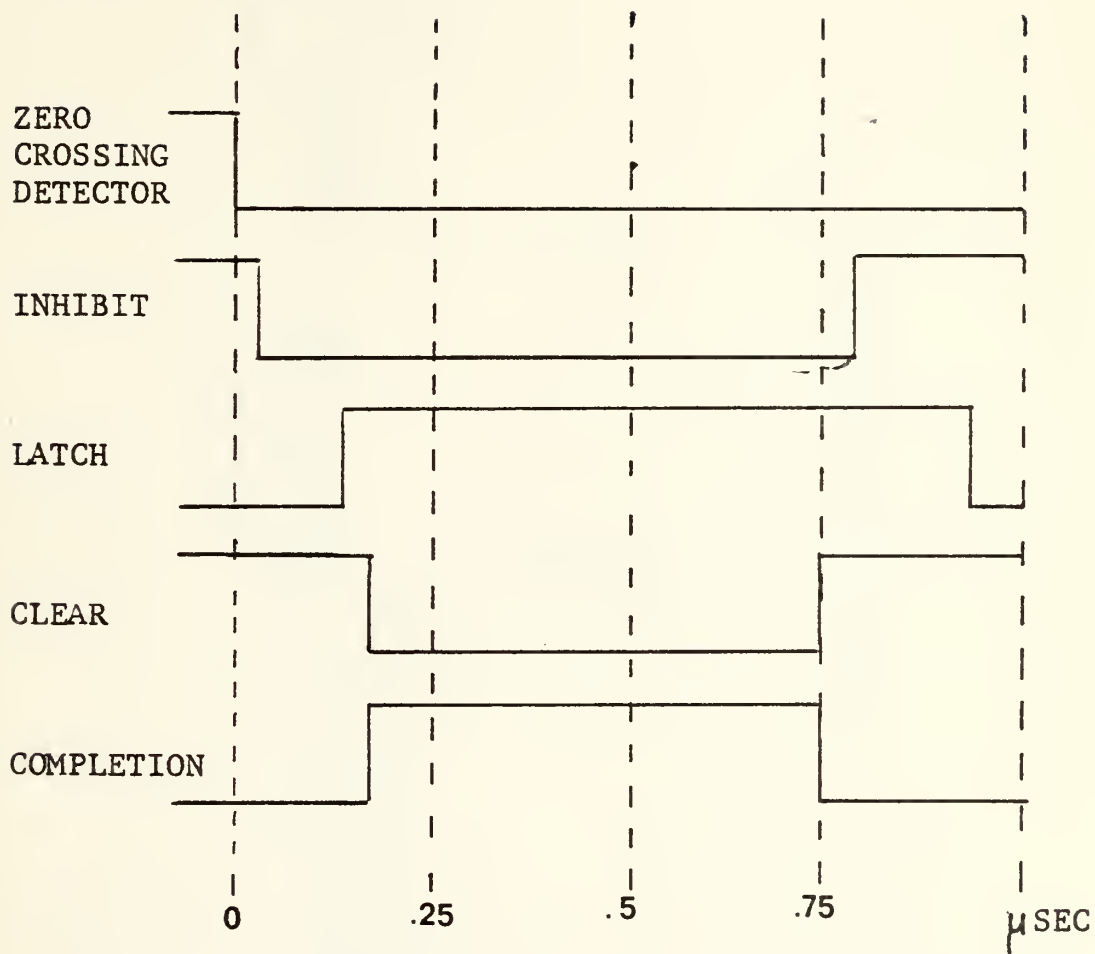 ZERO
CROSSING
DETECTOR
INHIBIT
LATCH
CLEAR
COMPLETION
0 .25 .5 .75 μSEC